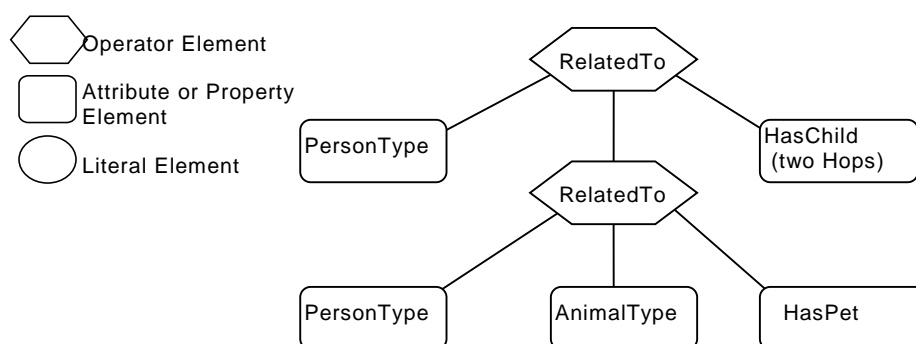 Operator Element
Attribute or Property
Element
Literal Element
RelatedTo
PersonType
HasChild
(two Hops)
RelatedTo
PersonType
AnimalType
HasPet